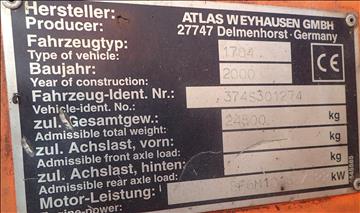 Hersteller: ATLAS WEYHAUSEN GMBH
Producer: 27747 Delmenhorst · Germany
Fahrzeugtyp: 1704
Type of vehicle:
Baujahr: 2000
Year of construction: CE
Fahrzeug-Ident. Nr.: 374S301274
Vehicle-ident. No.:
zul. Gesamtgew.: 24800 kg
Admissible total weight:
zul. Achslast, vorn: kg
Admissible front axle load:
zul. Achslast, hinten: kg
Admissible rear axle load:
Motor-Leistung: kW